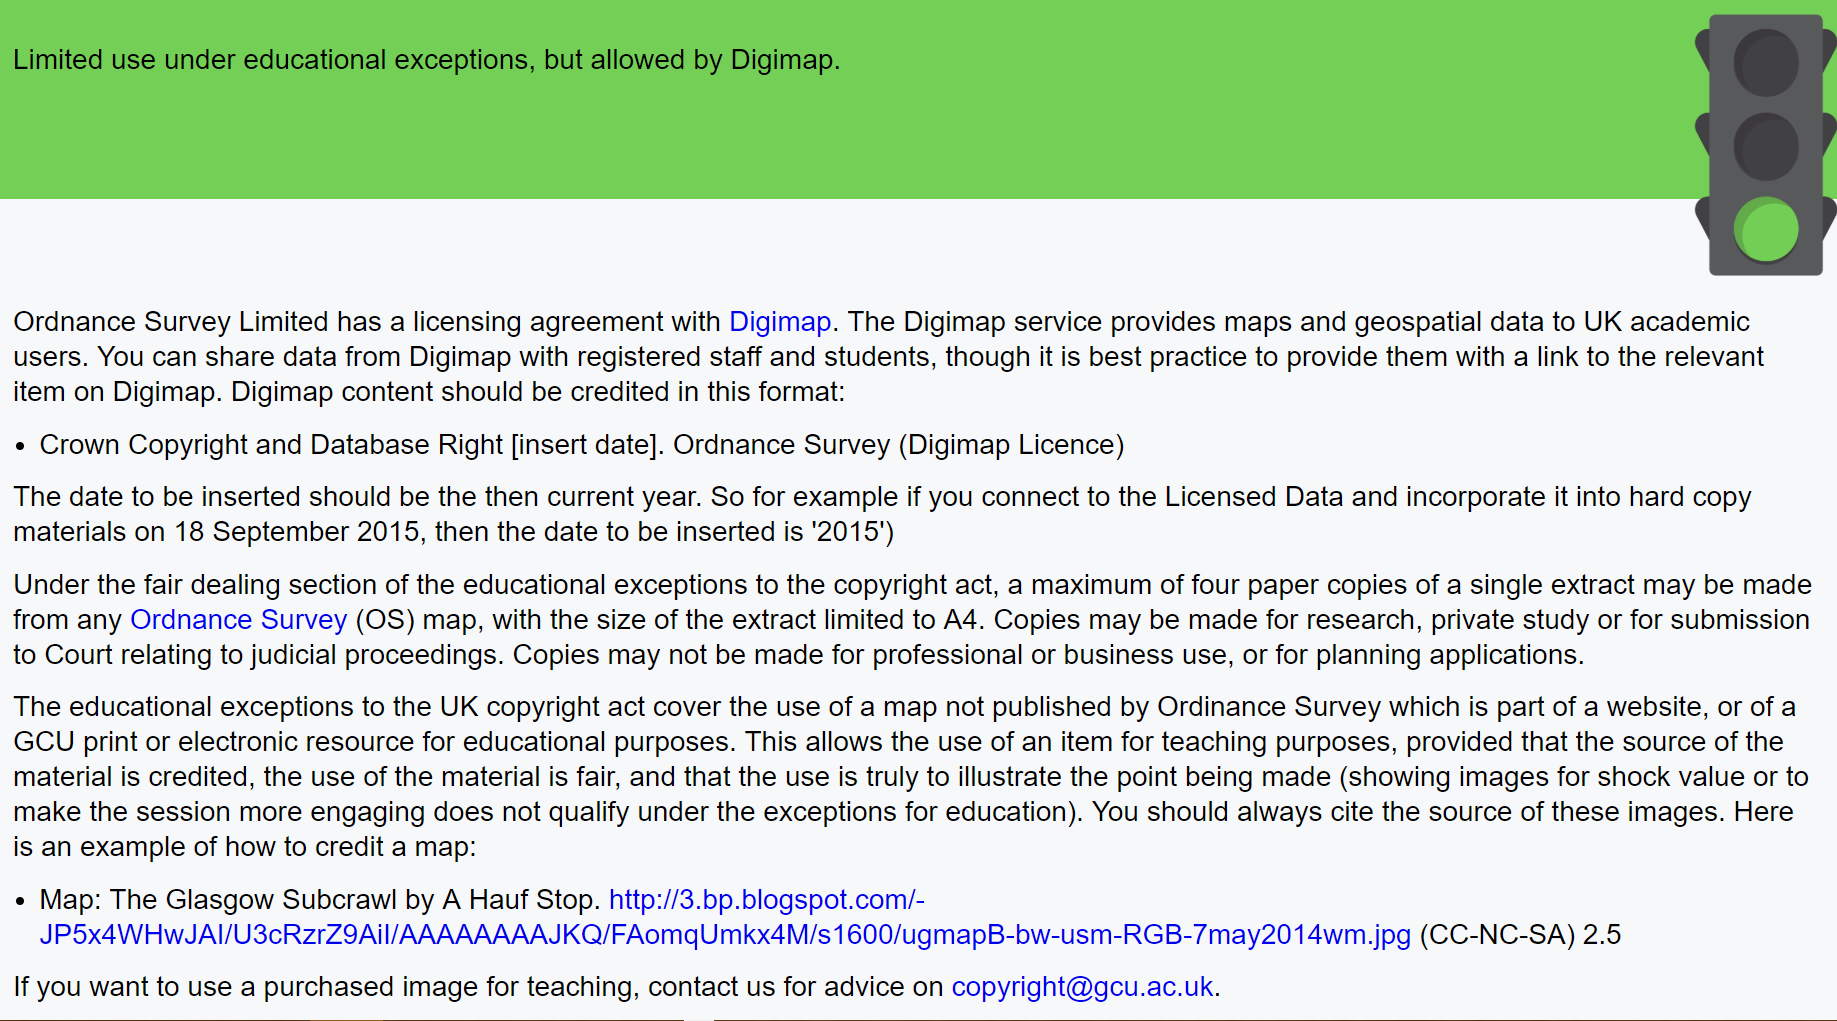 Limited use under educational exceptions, but allowed by Digimap.
Ordnance Survey Limited has a licensing agreement with Digimap. The Digimap service provides maps and geospatial data to UK academic
users. You can share data from Digimap with registered staff and students, though it is best practice to provide them with a link to the relevant
item on Digimap. Digimap content should be credited in this format:
• Crown Copyright and Database Right [insert date]. Ordnance Survey (Digimap Licence)
The date to be inserted should be the then current year. So for example if you connect to the Licensed Data and incorporate it into hard copy
materials on 18 September 2015, then the date to be inserted is '2015')
Under the fair dealing section of the educational exceptions to the copyright act, a maximum of four paper copies of a single extract may be made
from any Ordnance Survey (OS) map, with the size of the extract limited to A4. Copies may be made for research, private study or for submission
to Court relating to judicial proceedings. Copies may not be made for professional or business use, or for planning applications.
The educational exceptions to the UK copyright act cover the use of a map not published by Ordinance Survey which is part of a website, or of a
GCU print or electronic resource for educational purposes. This allows the use of an item for teaching purposes, provided that the source of the
material is credited, the use of the material is fair, and that the use is truly to illustrate the point being made (showing images for shock value or to
make the session more engaging does not qualify under the exceptions for education). You should always cite the source of these images. Here
is an example of how to credit a map:
• Map: The Glasgow Subcrawl by A Hauf Stop. http://3.bp.blogspot.com/-
JP5x4WHwJAI/U3cRzrZ9AiI/AAAAAAAAJKQ/FAomqUmkx4M/s1600/ugmapB-bw-usm-RGB-7may2014wm.jpg (CC-NC-SA) 2.5
If you want to use a purchased image for teaching, contact us for advice on copyright@gcu.ac.uk.